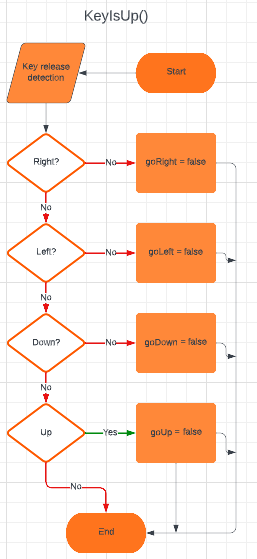 KeyIsUp()
Key release
detection
Start
Right?
No
goRight = false
No
Left?
No
goLeft = false
No
Down?
No
goDown = false
No
Up
Yes
goUp = false
No
End